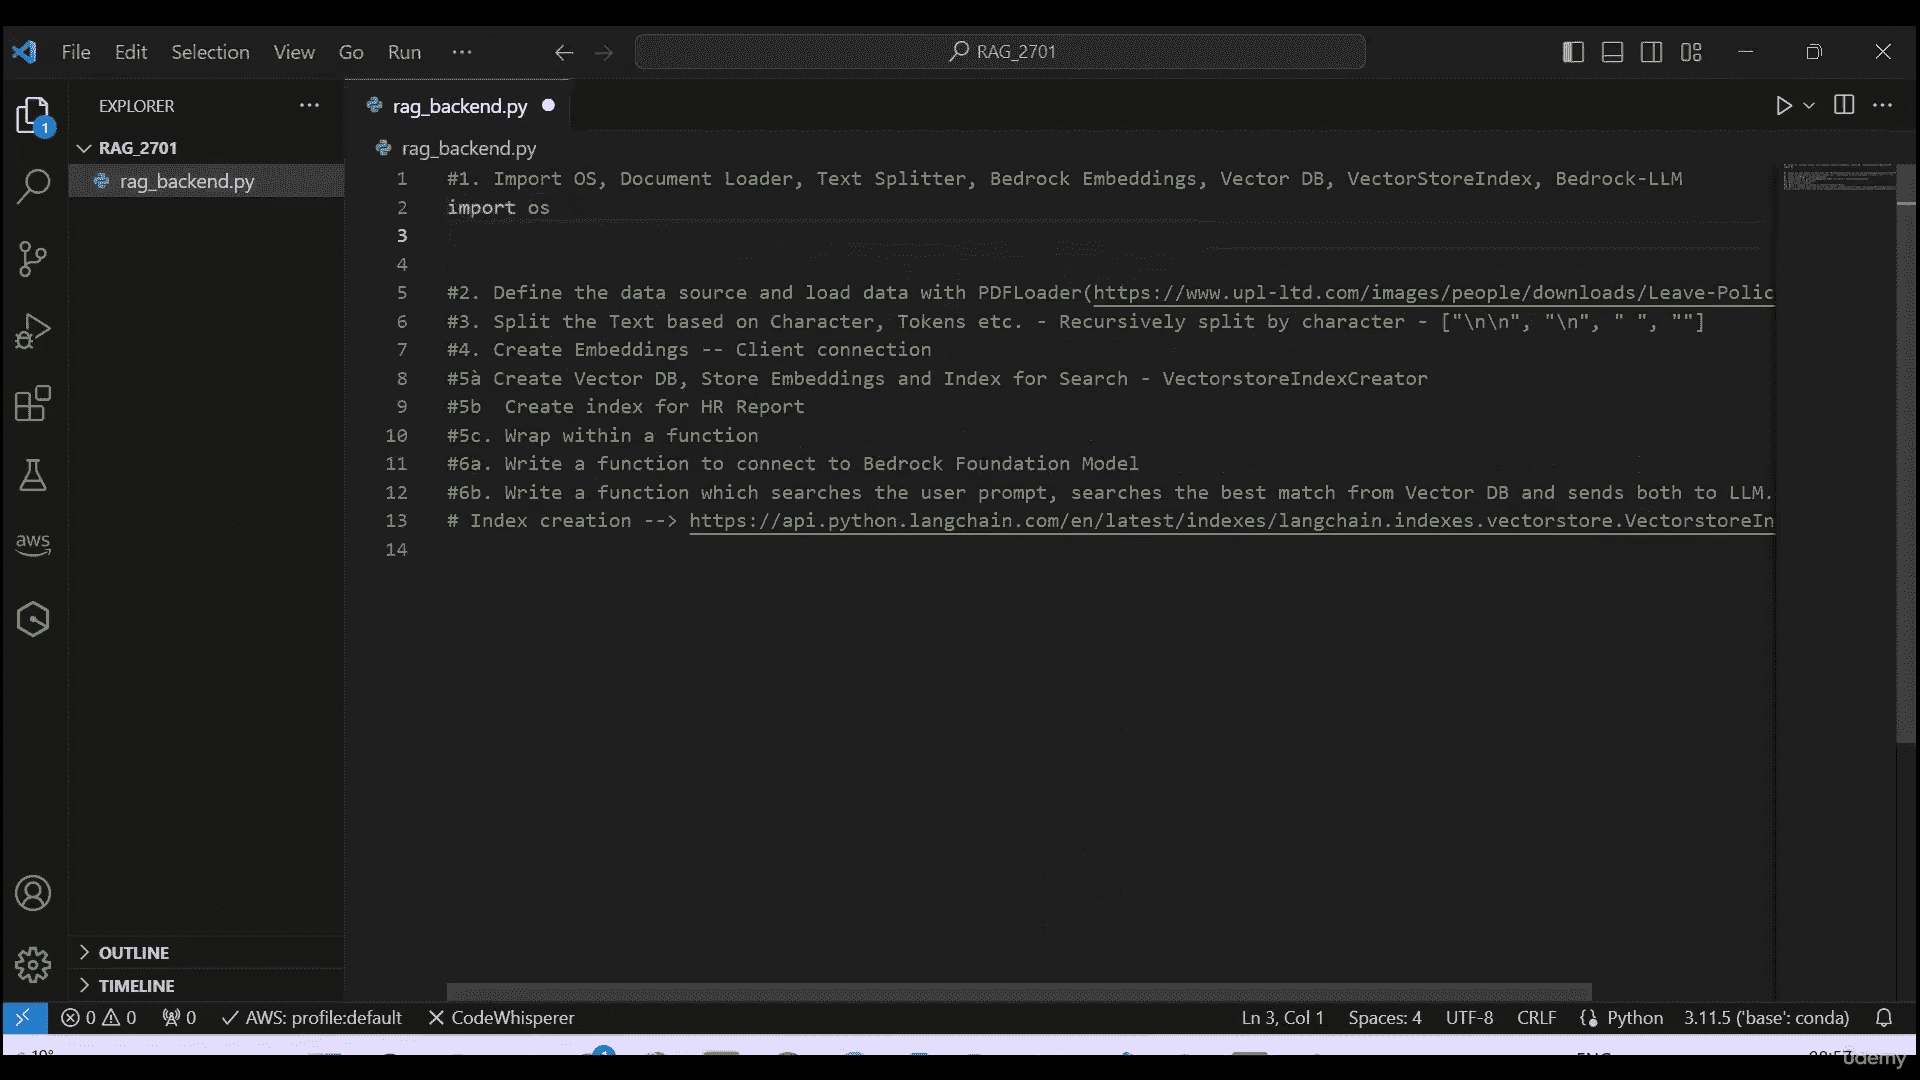 File Edit Selection View Go Run ··· RAG_2701
EXPLORER ···
rag_backend.py
1
RAG_2701
rag_backend.py
rag_backend.py
1 #1. Import OS, Document Loader, Text Splitter, Bedrock Embeddings, Vector DB, VectorStoreIndex, Bedrock-LLM
2 import os
3
4
5 #2. Define the data source and load data with PDFLoader(https://www.upl-ltd.com/images/people/downloads/Leave-Polic
6 #3. Split the Text based on Character, Tokens etc. - Recursively split by character - ["\n\n", "\n", " ", ""]
7 #4. Create Embeddings -- Client connection
8 #5à Create Vector DB, Store Embeddings and Index for Search - VectorstoreIndexCreator
9 #5b  Create index for HR Report
10 #5c. Wrap within a function
11 #6a. Write a function to connect to Bedrock Foundation Model
12 #6b. Write a function which searches the user prompt, searches the best match from Vector DB and sends both to LLM.
13 # Index creation --> https://api.python.langchain.com/en/latest/indexes/langchain.indexes.vectorstore.VectorstoreIn
14
aws
OUTLINE
TIMELINE
0 0 0 AWS: profile:default CodeWhisperer Ln 3, Col 1 Spaces: 4 UTF-8 CRLF Python 3.11.5 ('base': conda)
udemy